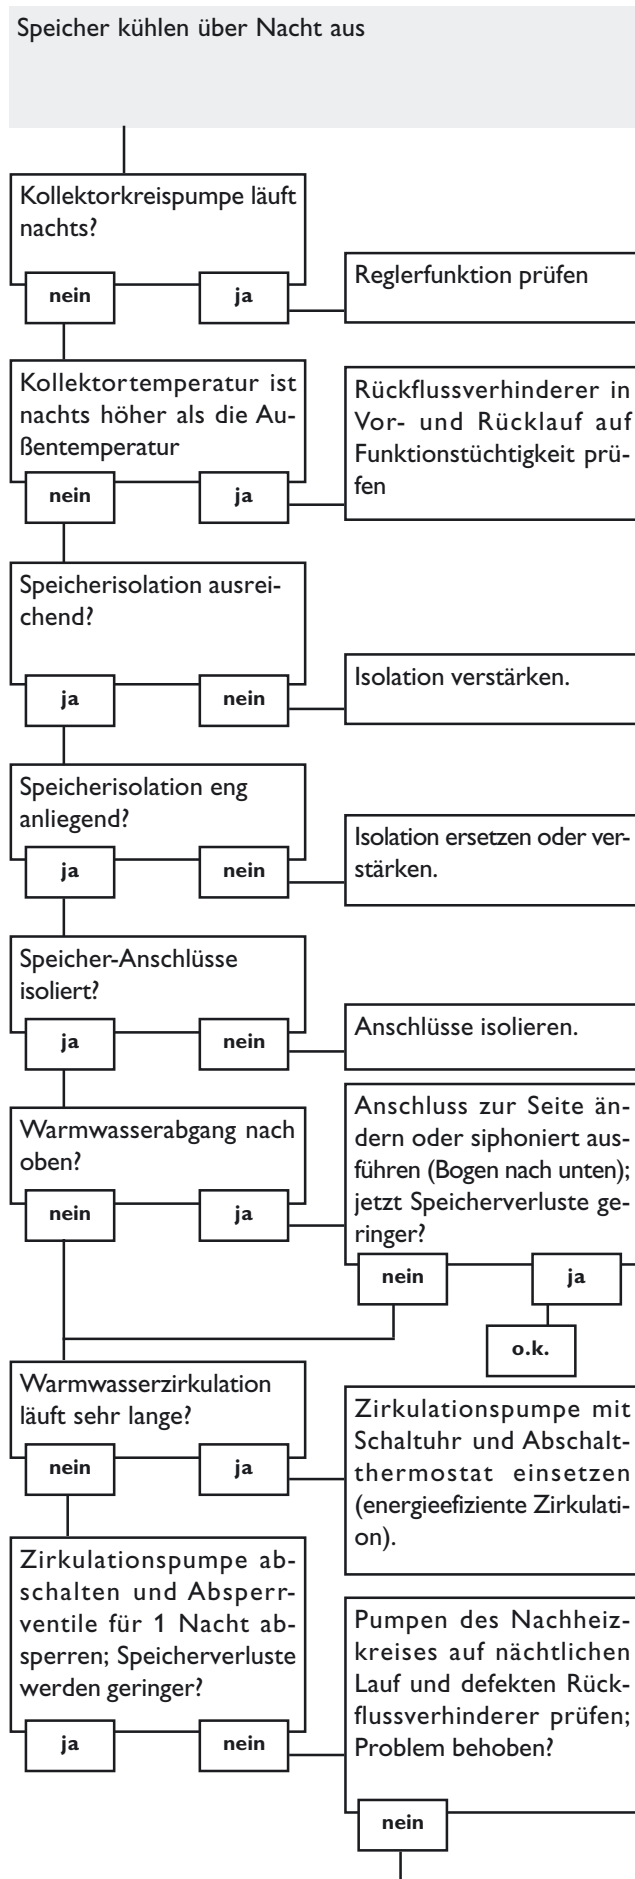 Speicher kühlen über Nacht aus
Kollektorkreispumpe läuft
nachts?
nein
ja
Reglerfunktion prüfen
Kollektortemperatur ist
nachts höher als die Au-
ßentemperatur
nein
ja
Rückflussverhinderer in
Vor- und Rücklauf auf
Funktionstüchtigkeit prü-
fen
Speicherisolation ausrei-
chend?
ja
nein
Isolation verstärken.
Speicherisolation eng
anliegend?
ja
nein
Isolation ersetzen oder ver-
stärken.
Speicher-Anschlüsse
isoliert?
ja
nein
Anschlüsse isolieren.
Warmwasserabgang nach
oben?
nein
ja
Anschluss zur Seite än-
dern oder siphoniert aus-
führen (Bogen nach unten);
jetzt Speicherverluste ge-
ringer?
nein
ja
o.k.
Warmwasserzirkulation
läuft sehr lange?
nein
ja
Zirkulationspumpe mit
Schaltuhr und Abschalt-
thermostat einsetzen
(energieefiziente Zirkulati-
on).
Zirkulationspumpe ab-
schalten und Absperr-
ventile für 1 Nacht ab-
sperren; Speicherverluste
werden geringer?
ja
nein
Pumpen des Nachheiz-
kreises auf nächtlichen
Lauf und defekten Rück-
flussverhinderer prüfen;
Problem behoben?
nein